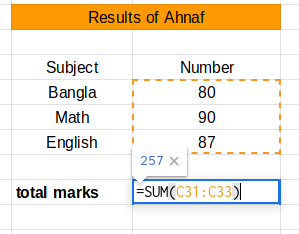 Results of Ahnaf
Subject Number
Bangla 80
Math 90
English 87
257 ×
total marks =SUM(C31:C33)